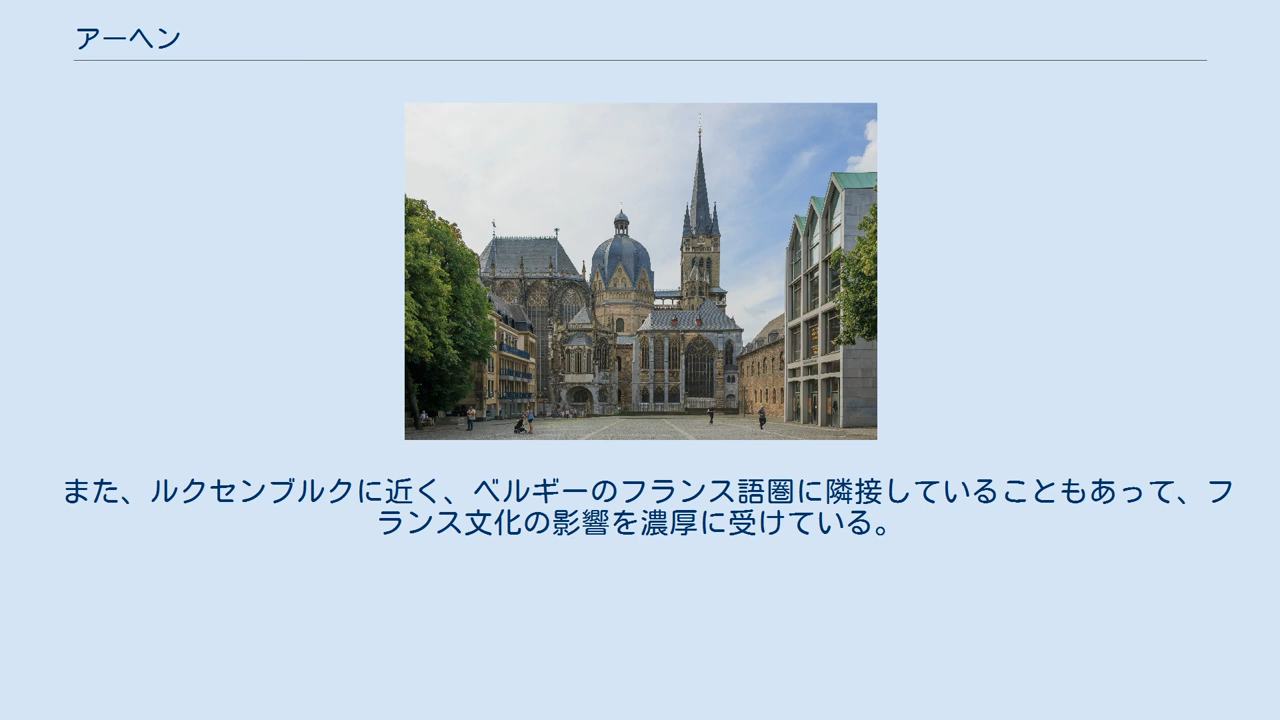 アーヘン
また、ルクセンブルクに近く、ベルギーのフランス語圏に隣接していることもあって、フ
ランス文化の影響を濃厚に受けている。